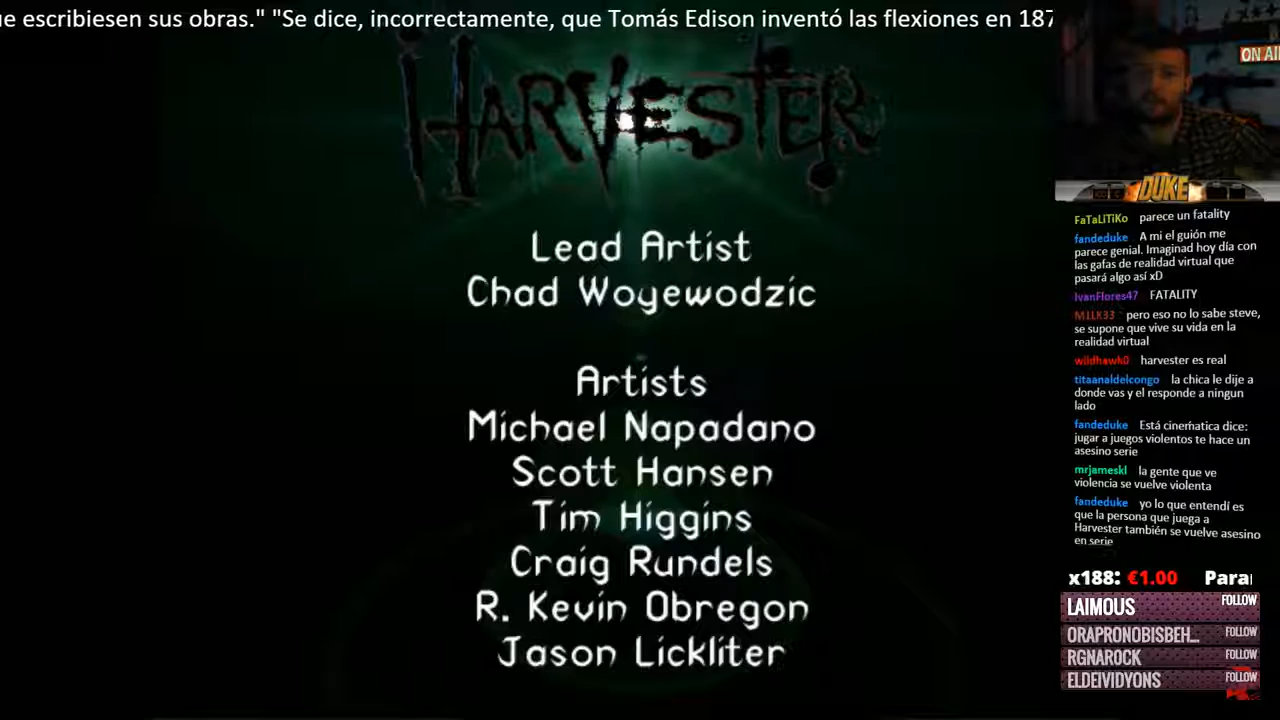 ue escribiesen sus obras." "Se dice, incorrectamente, que Tomás Edison inventó las flexiones en 187
ON AI
HARVESTER
Lead Artist
Chad Woyewodzic
Artists
Michael Napadano
Scott Hansen
Tim Higgins
Craig Rundels
R. Kevin Obregon
Jason Lickliter
DUKE
FaTaLiTiKo parece un fatality
fandeduke A mi el guión me
parece genial. Imaginad hoy día con
las gafas de realidad virtual que
pasará algo así xD
IvanFlores47 FATALITY
M1LK33 pero eso no lo sabe steve,
se supone que vive su vida en la
realidad virtual
wildhawk0 harvester es real
titaanaldelcongo la chica le dije a
donde vas y el responde a ningun
lado
fandeduke Está cinemática dice:
jugar a juegos violentos te hace un
asesino serie
mrjameskl la gente que ve
violencia se vuelve violenta
fandeduke yo lo que entendí es
que la persona que juega a
Harvester también se vuelve asesino
en serie
x188: €1.00 Para
LAIMOUS FOLLOW
ORAPRONOBISBEH... FOLLOW
RGNAROCK FOLLOW
ELDEIVIDYONS FOLLOW